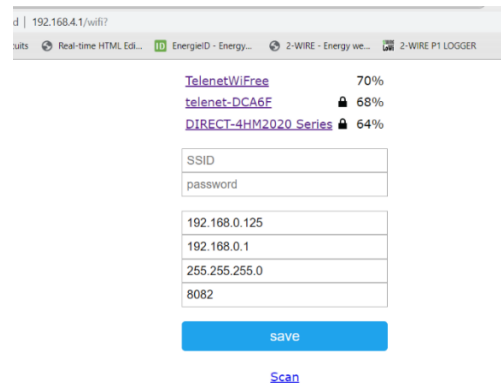 d | 192.168.4.1/wifi?
uits Real-time HTML Edi... EnergieID - Energy... 2-WIRE - Energy we... 2-WIRE P1 LOGGER
TelenetWiFree 70%
telenet-DCA6F 68%
DIRECT-4HM2020 Series 64%
SSID
password
192.168.0.125
192.168.0.1
255.255.255.0
8082
save
Scan